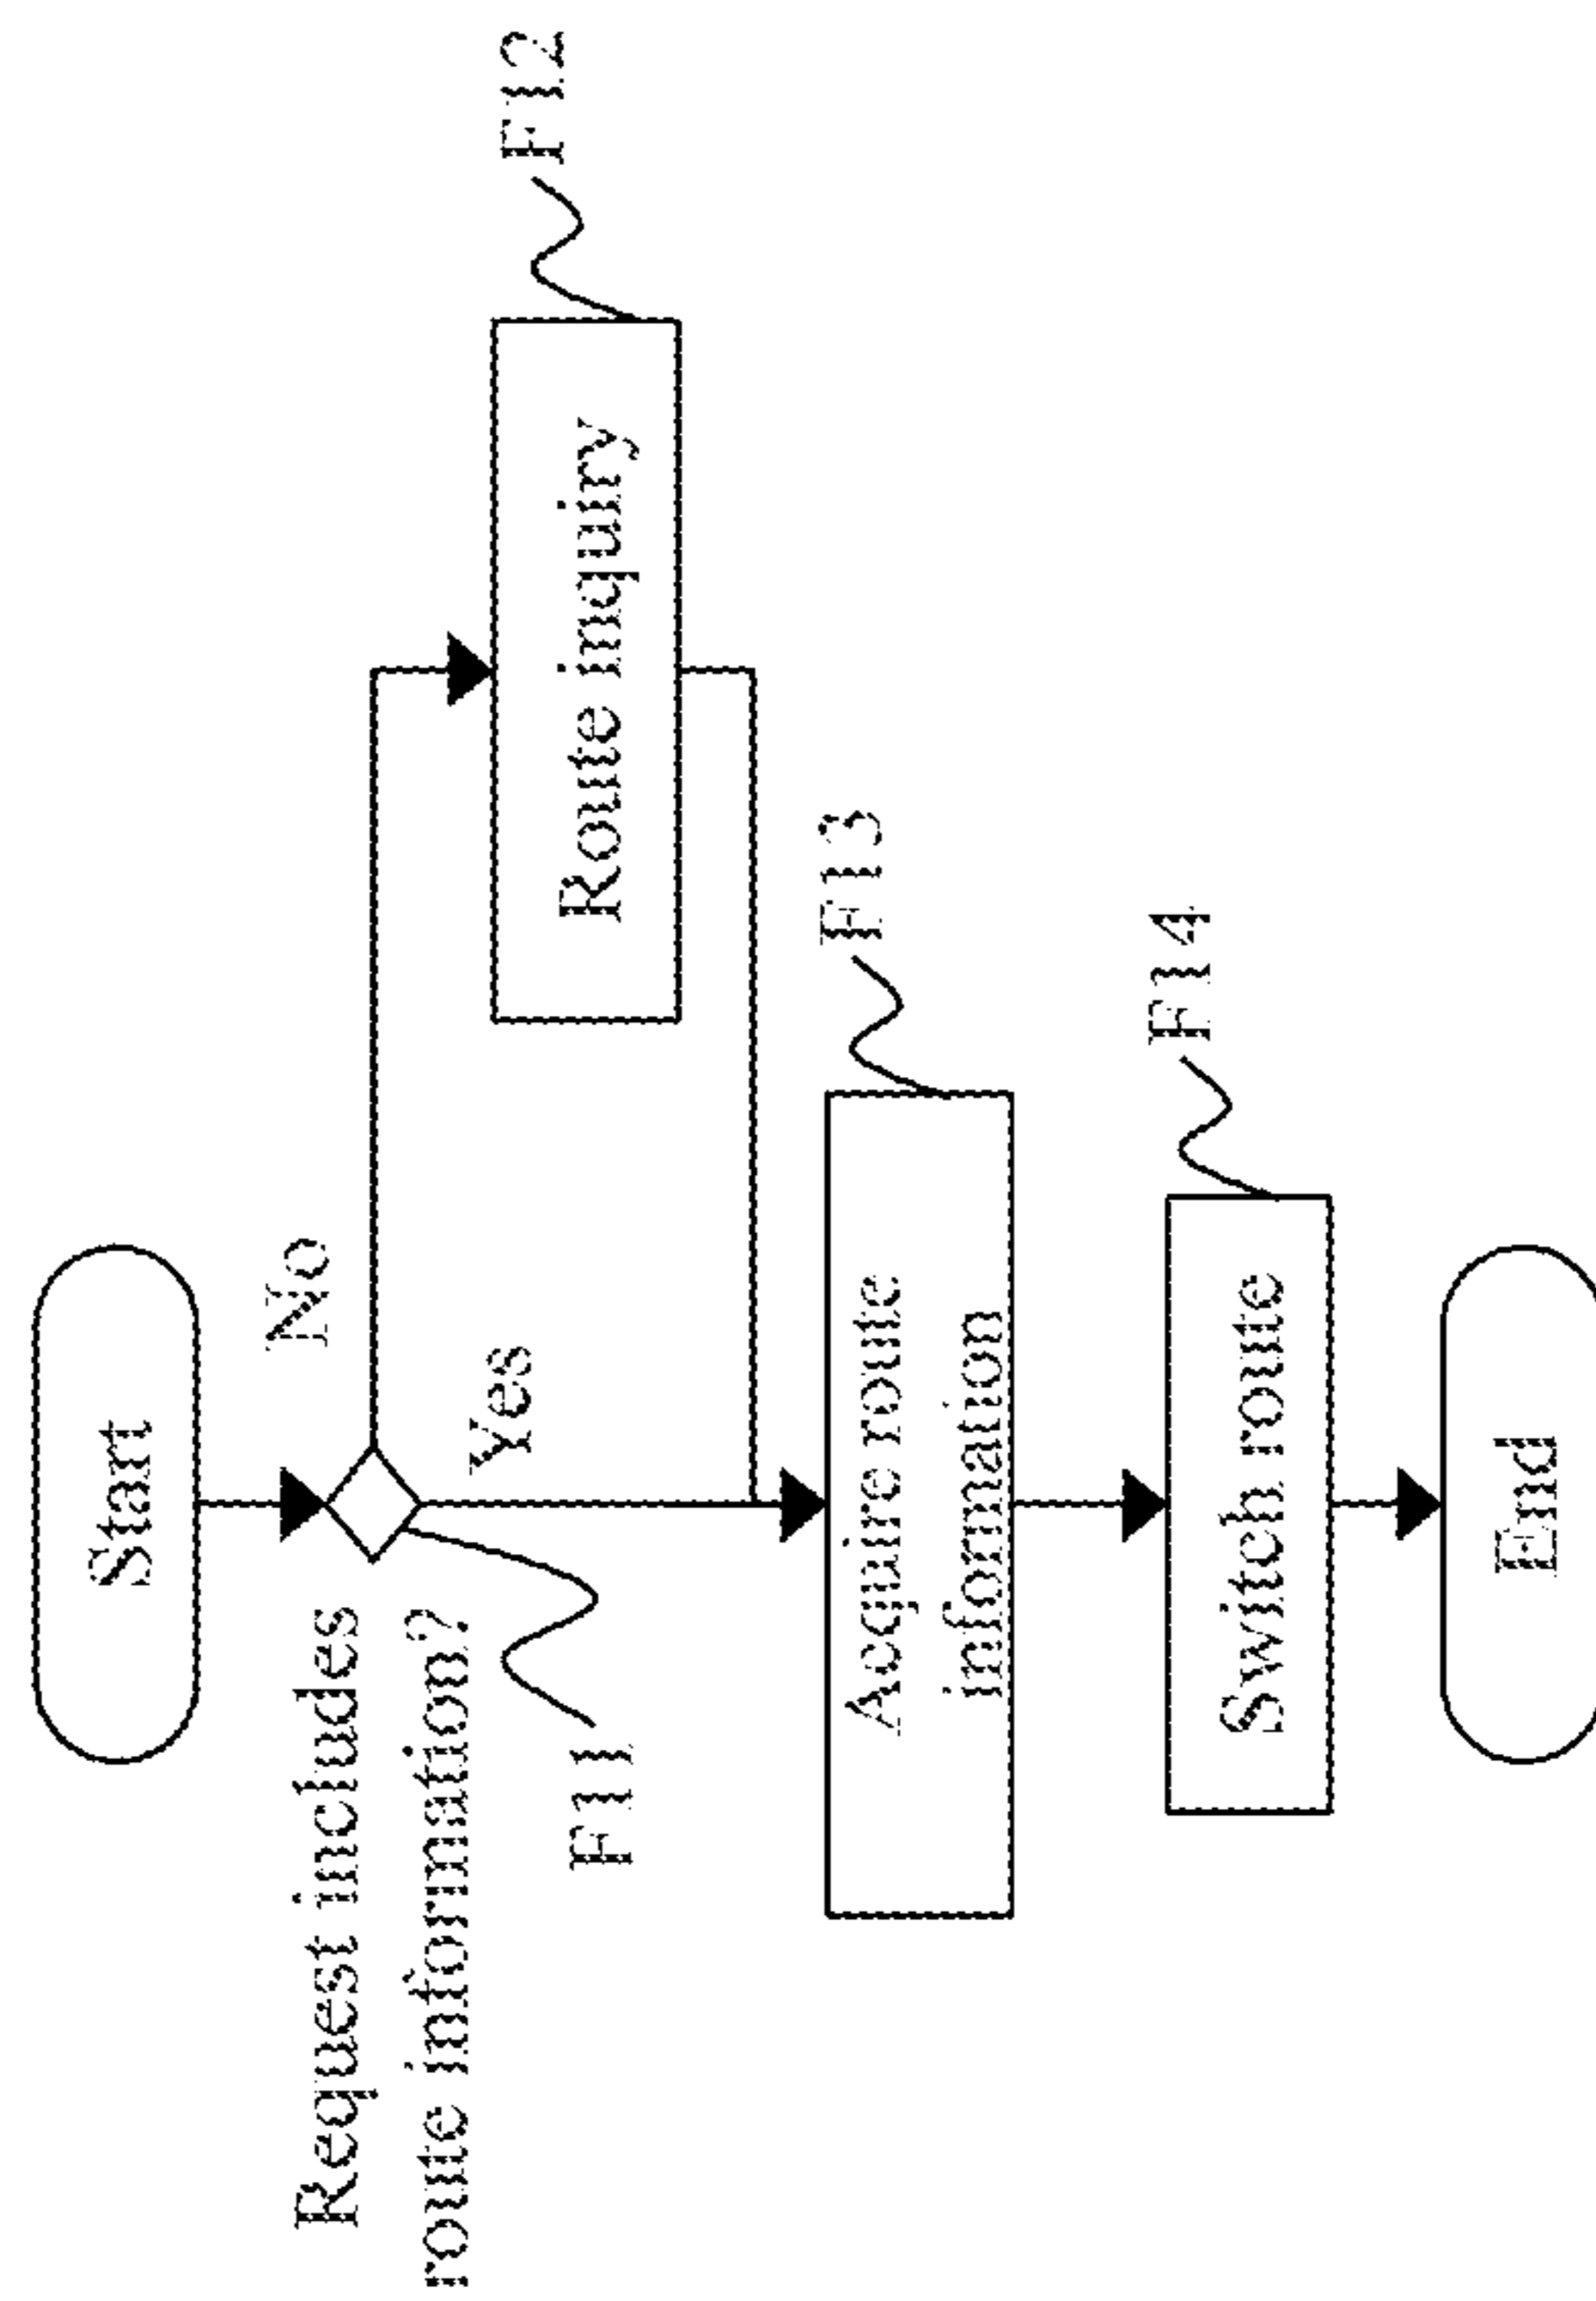 Start
No
Request includes
route information?
Yes
F11
Route inquiry
F12
Acquire route
information
F13
Switch route
F14
End